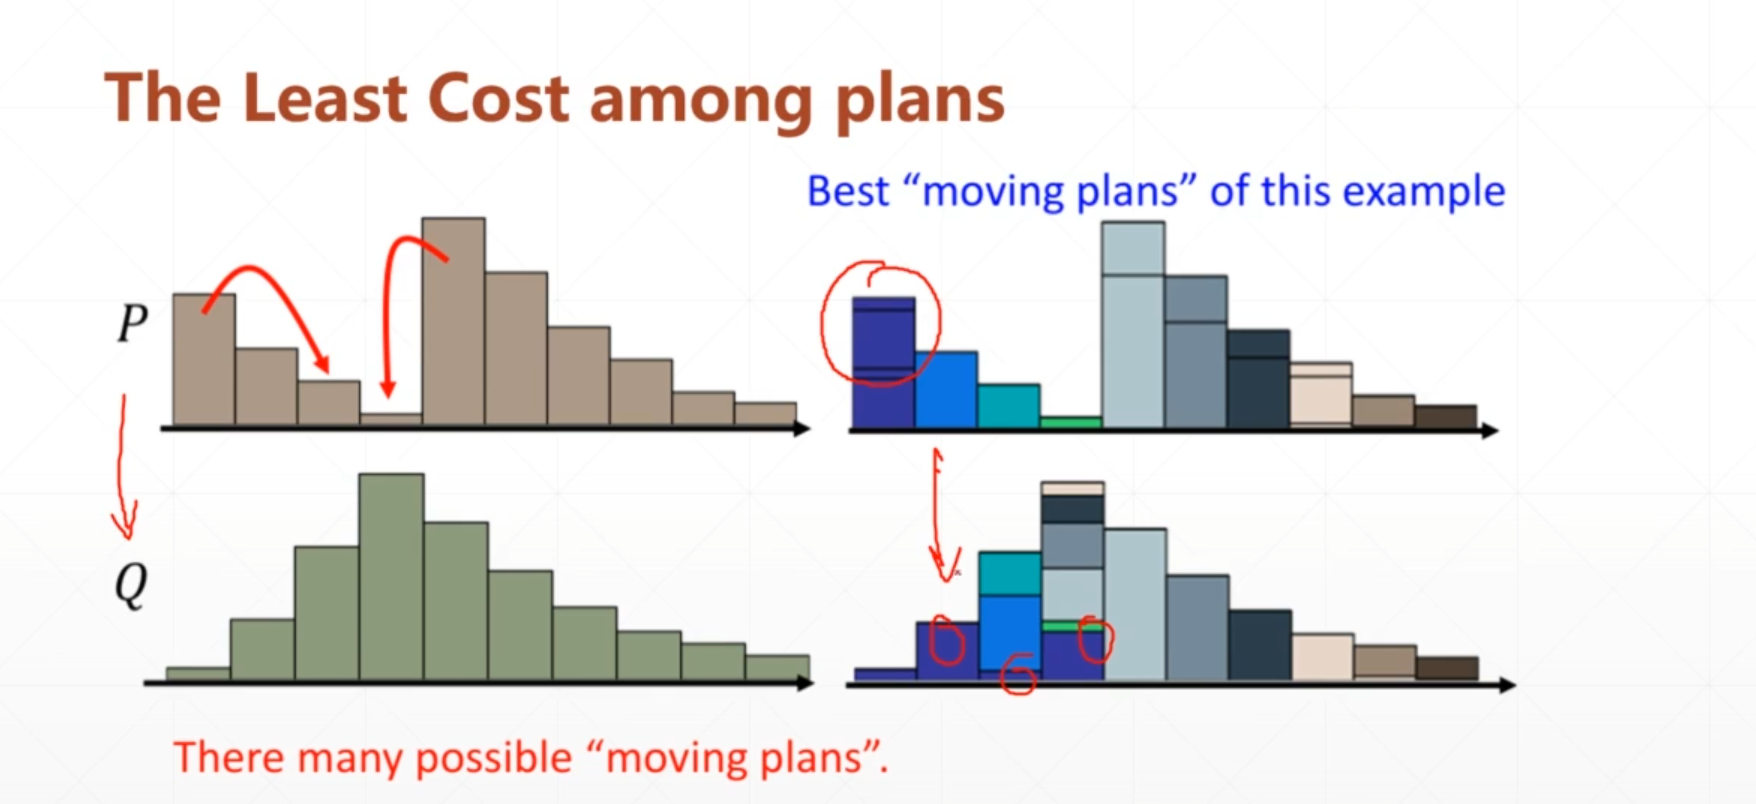 The Least Cost among plans
Best “moving plans” of this example
P
Q
There many possible “moving plans”.